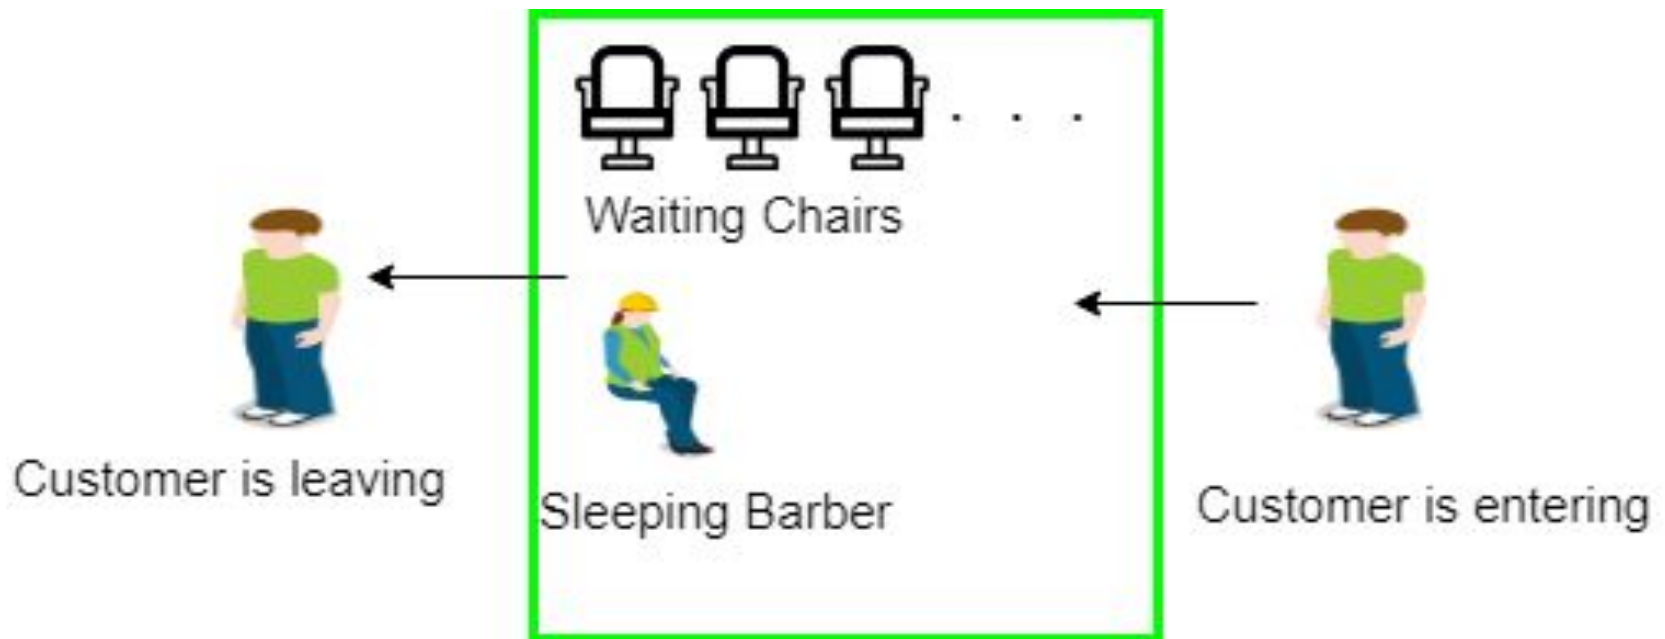 Waiting Chairs
Customer is leaving
Sleeping Barber
Customer is entering